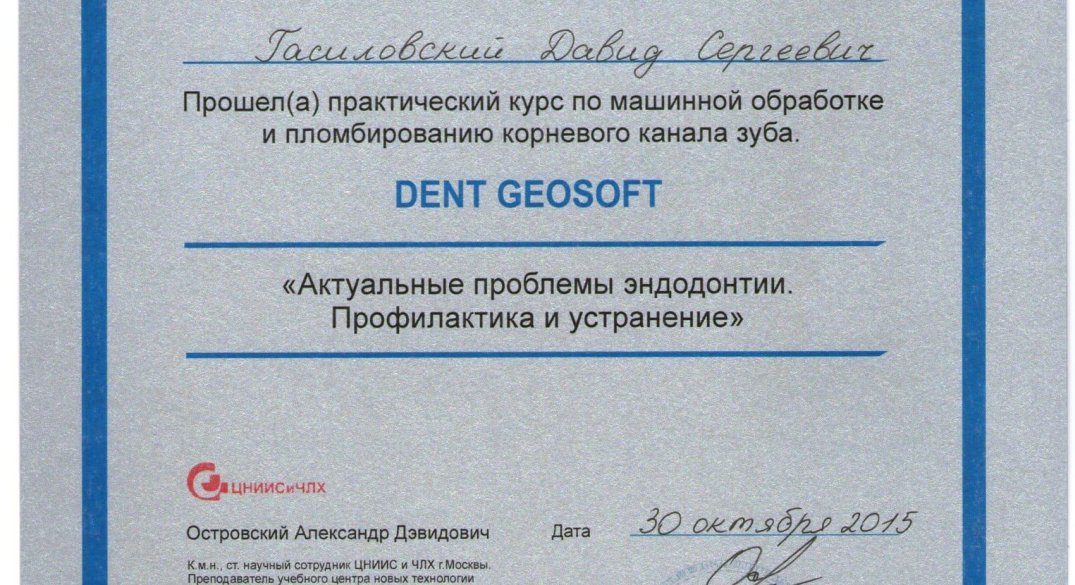 Гасиловский Давид Сергеевич
Прошел(а) практический курс по машинной обработке
и пломбированию корневого канала зуба.
DENT GEOSOFT
«Актуальные проблемы эндодонтии.
Профилактика и устранение»
ЦНИИСиЧЛХ
Островский Александр Дэвидович
Дата 30 октября 2015
К.м.н., ст. научный сотрудник ЦНИИС и ЧЛХ г.Москвы.
Преподаватель учебного центра новых технологии